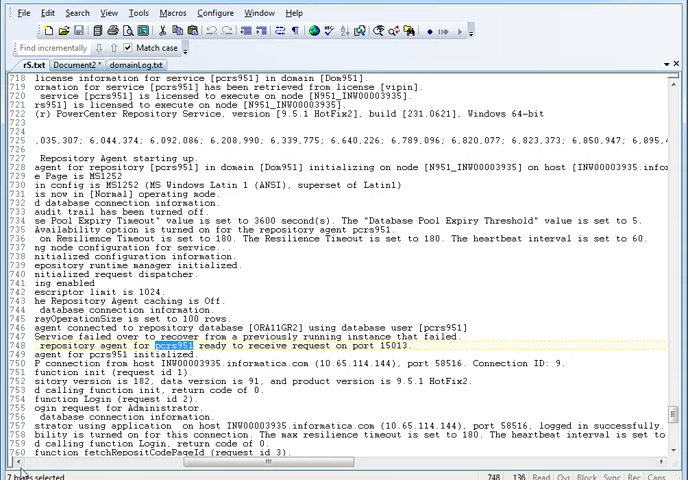 File Edit Search View Tools Macros Configure Window Help
Find incrementally Match case
rS.txt Document2 * domainLog.txt
718 license information for service [pcrs951] in domain [Dom951].
719 ormation for service [pcrs951] has been retrieved from license [vipin].
720 service [pcrs951] is licensed to execute on node [N951_INW00003935].
721 rs951] is licensed to execute on node [N951_INW00003935].
722 (r) PowerCenter Repository Service, version [9.5.1 HotFix2], build [231.0621], Windows 64-bit
723
724
725 .035,307; 6,044,374; 6,092,086; 6,208,990; 6,339,775; 6,640,226; 6,789,096; 6,820,077; 6,823,373; 6,850,947; 6,895,4
726
727 Repository Agent starting up.
728 agent for repository [pcrs951] in domain [Dom951] initializing on node [N951_INW00003935] on host [INW00003935.infor
729 e Page is MS1252
730 in config is MS1252 (MS Windows Latin 1 (ANSI), superset of Latin1)
731 is now in [Normal] operating mode.
732 d database connection information.
733 audit trail has been turned off.
734 se Pool Expiry Timeout" value is set to 3600 second(s). The "Database Pool Expiry Threshold" value is set to 5.
735 Availability option is turned on for the repository agent pcrs951.
736 on Resilience Timeout is set to 180. The Resilience Timeout is set to 180. The heartbeat interval is set to 60.
737 ng node configuration for service...
738 nitialized configuration information.
739 epository runtime manager initialized.
740 nitialized request dispatcher.
741 ing enabled
742 escriptor limit is 1024.
743 he Repository Agent caching is Off.
744 database connection information.
745 rayOperationSize is set to 100 rows.
746 agent connected to repository database [ORA11GR2] using database user [pcrs951]
747 Service failed over to recover from a previously running instance that failed.
748 repository agent for pcrs951 ready to receive request on port 15013.
749 agent for pcrs951 initialized.
750 P connection from host INW00003935.informatica.com (10.65.114.144), port 58516. Connection ID: 9.
751 function init (request id 1).
752 sitory version is 182, data version is 91, and product version is 9.5.1 HotFix2.
753 d calling function init, return code of 0.
754 function Login (request id 2).
755 ogin request for Administrator.
756 database connection information.
757 strator using application on host INW00003935.informatica.com (10.65.114.144), port 58516, logged in successfully.
758 bility is turned on for this connection. The max resilience timeout is set to 180. The heartbeat interval is set to
759 d calling function Login, return code of 0.
760 function fetchRepositCodePageId (request id 3).
7 bytes selected 748 136 Read Ovr Block Sync Rec Caps